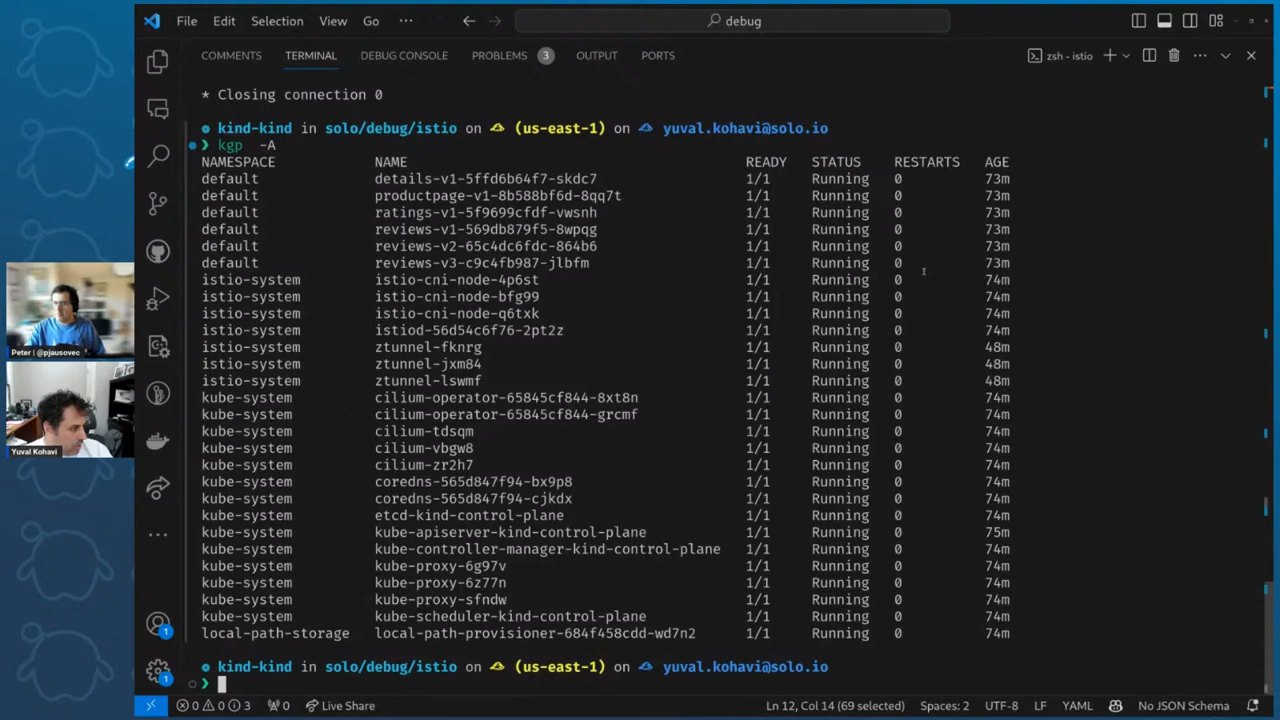 File Edit Selection View Go ··· debug
COMMENTS TERMINAL DEBUG CONSOLE PROBLEMS 3 OUTPUT PORTS zsh - istio
* Closing connection 0
kind-kind in solo/debug/istio on (us-east-1) on yuval.kohavi@solo.io
❯ kgp -A
NAMESPACE NAME READY STATUS RESTARTS AGE
default details-v1-5ffd6b64f7-skdc7 1/1 Running 0 73m
default productpage-v1-8b588bf6d-8qq7t 1/1 Running 0 73m
default ratings-v1-5f9699cfdf-vwsnh 1/1 Running 0 73m
default reviews-v1-569db879f5-8wpqg 1/1 Running 0 73m
default reviews-v2-65c4dc6fdc-864b6 1/1 Running 0 73m
default reviews-v3-c9c4fb987-jlbfm 1/1 Running 0 73m
istio-system istio-cni-node-4p6st 1/1 Running 0 74m
istio-system istio-cni-node-bfg99 1/1 Running 0 74m
istio-system istio-cni-node-q6txk 1/1 Running 0 74m
istio-system istiod-56d54c6f76-2pt2z 1/1 Running 0 74m
istio-system ztunnel-fknrg 1/1 Running 0 48m
istio-system ztunnel-jxm84 1/1 Running 0 48m
istio-system ztunnel-lswmf 1/1 Running 0 48m
kube-system cilium-operator-65845cf844-8xt8n 1/1 Running 0 74m
kube-system cilium-operator-65845cf844-grcmf 1/1 Running 0 74m
kube-system cilium-tdsqm 1/1 Running 0 74m
kube-system cilium-vbgw8 1/1 Running 0 74m
kube-system cilium-zr2h7 1/1 Running 0 74m
kube-system coredns-565d847f94-bx9p8 1/1 Running 0 74m
kube-system coredns-565d847f94-cjkdx 1/1 Running 0 74m
kube-system etcd-kind-control-plane 1/1 Running 0 74m
kube-system kube-apiserver-kind-control-plane 1/1 Running 0 75m
kube-system kube-controller-manager-kind-control-plane 1/1 Running 0 74m
kube-system kube-proxy-6g97v 1/1 Running 0 74m
kube-system kube-proxy-6z77n 1/1 Running 0 74m
kube-system kube-proxy-sfndw 1/1 Running 0 74m
kube-system kube-scheduler-kind-control-plane 1/1 Running 0 74m
local-path-storage local-path-provisioner-684f458cdd-wd7n2 1/1 Running 0 74m
kind-kind in solo/debug/istio on (us-east-1) on yuval.kohavi@solo.io
❯
Peter | @pjausovec
Yuval Kohavi
1
1
0 0 3 0 Live Share Ln 12, Col 14 (69 selected) Spaces: 2 UTF-8 LF YAML No JSON Schema